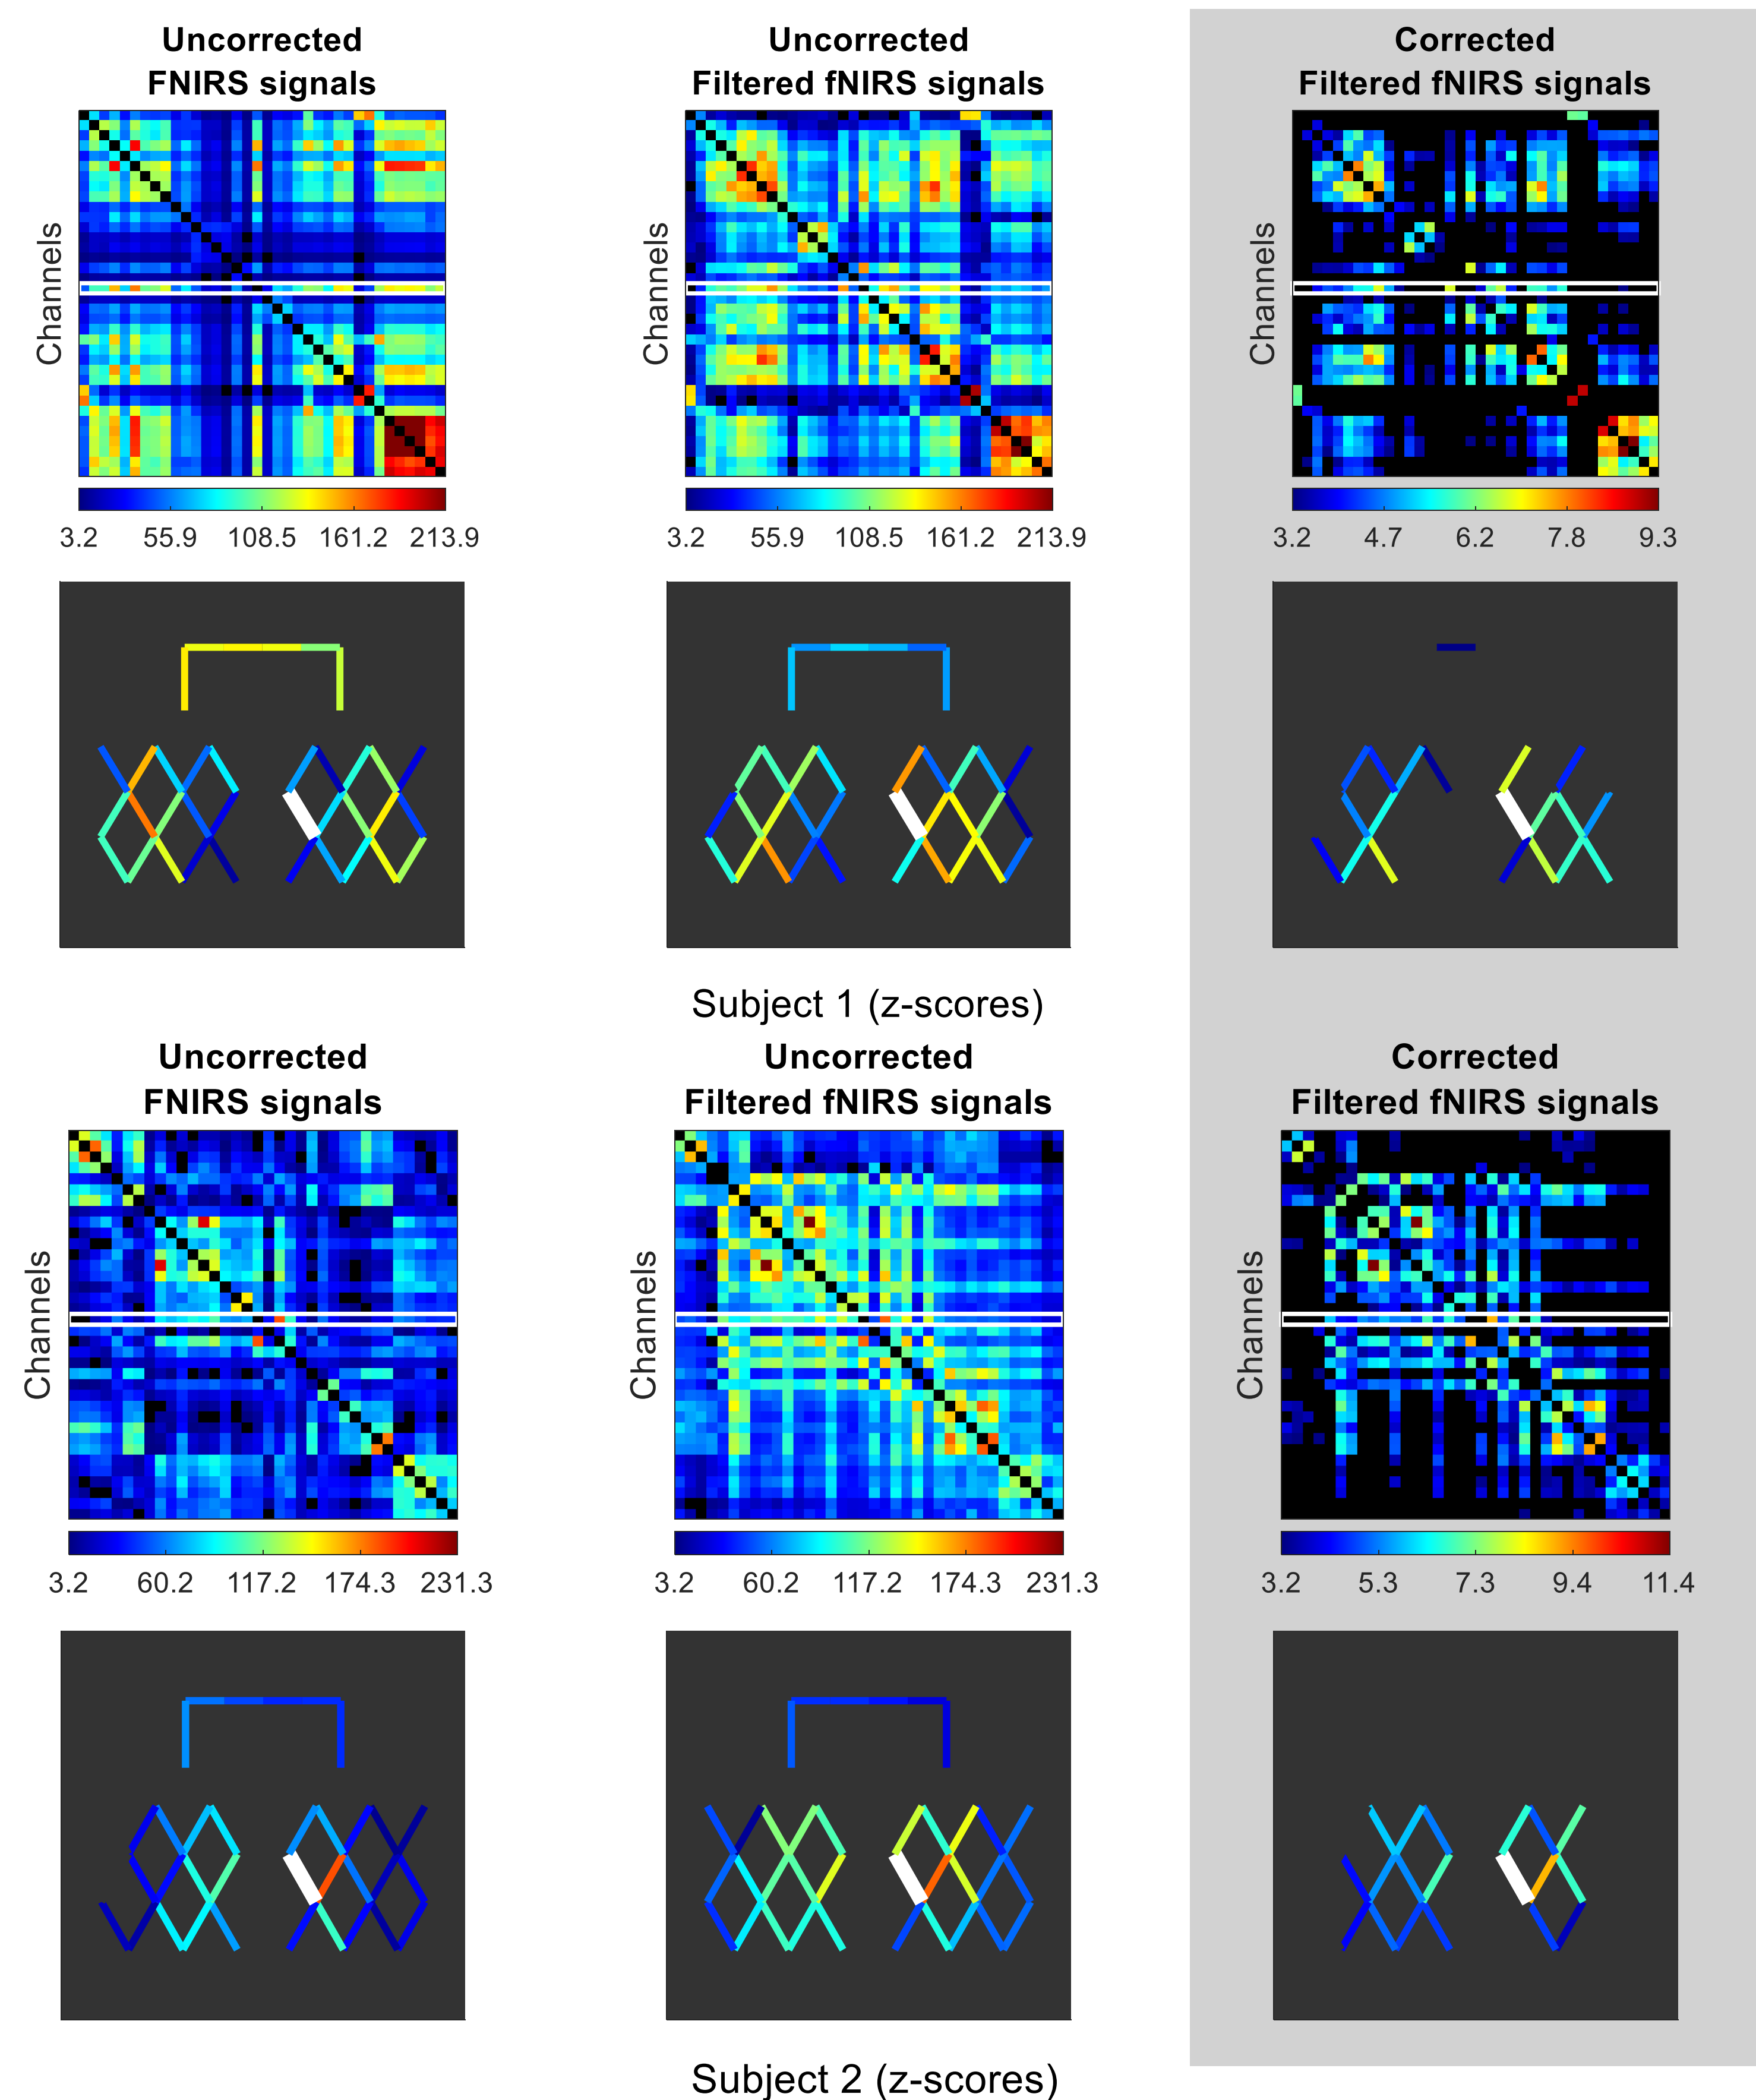 Uncorrected
FNIRS signals
Uncorrected
Filtered fNIRS signals
Corrected
Filtered fNIRS signals
Channels
Channels
Channels
3.2 55.9 108.5 161.2 213.9
3.2 55.9 108.5 161.2 213.9
3.2 4.7 6.2 7.8 9.3
Subject 1 (z-scores)
Uncorrected
FNIRS signals
Uncorrected
Filtered fNIRS signals
Corrected
Filtered fNIRS signals
Channels
Channels
Channels
3.2 60.2 117.2 174.3 231.3
3.2 60.2 117.2 174.3 231.3
3.2 5.3 7.3 9.4 11.4
Subject 2 (z-scores)